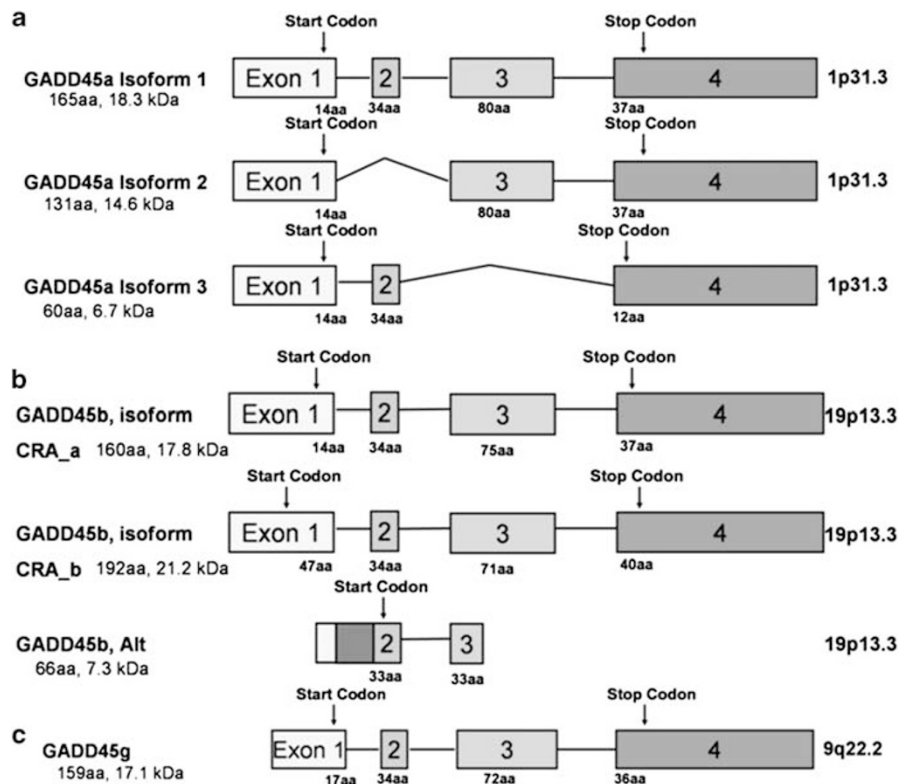 a
Start Codon Stop Codon
GADD45a Isoform 1 Exon 1 2 3 4 1p31.3
165aa, 18.3 kDa
14aa 34aa 80aa 37aa
Start Codon Stop Codon
GADD45a Isoform 2 Exon 1 3 4 1p31.3
131aa, 14.6 kDa
14aa 80aa 37aa
Start Codon Stop Codon
GADD45a Isoform 3 Exon 1 2 4 1p31.3
60aa, 6.7 kDa
14aa 34aa 12aa
b
Start Codon Stop Codon
GADD45b, isoform Exon 1 2 3 4 19p13.3
CRA_a 160aa, 17.8 kDa
14aa 34aa 75aa 37aa
Start Codon Stop Codon
GADD45b, isoform Exon 1 2 3 4 19p13.3
CRA_b 192aa, 21.2 kDa
47aa 34aa 71aa 40aa
Start Codon
GADD45b, Alt 2 3 19p13.3
66aa, 7.3 kDa
33aa 33aa
Start Codon Stop Codon
c
GADD45g Exon 1 2 3 4 9q22.2
159aa, 17.1 kDa
17aa 34aa 72aa 36aa